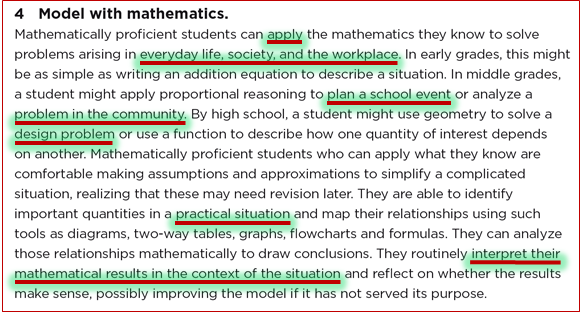 4 Model with mathematics.
Mathematically proficient students can apply the mathematics they know to solve
problems arising in everyday life, society, and the workplace. In early grades, this might
be as simple as writing an addition equation to describe a situation. In middle grades,
a student might apply proportional reasoning to plan a school event or analyze a
problem in the community. By high school, a student might use geometry to solve a
design problem or use a function to describe how one quantity of interest depends
on another. Mathematically proficient students who can apply what they know are
comfortable making assumptions and approximations to simplify a complicated
situation, realizing that these may need revision later. They are able to identify
important quantities in a practical situation and map their relationships using such
tools as diagrams, two-way tables, graphs, flowcharts and formulas. They can analyze
those relationships mathematically to draw conclusions. They routinely interpret their
mathematical results in the context of the situation and reflect on whether the results
make sense, possibly improving the model if it has not served its purpose.